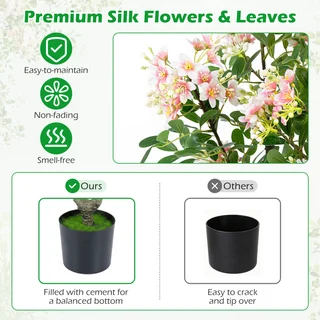 Premium Silk Flowers & Leaves
Easy-to-maintain
Non-fading
Smell-free
Ours
Others
Filled with cement for
a balanced bottom
Easy to crack
and tip over